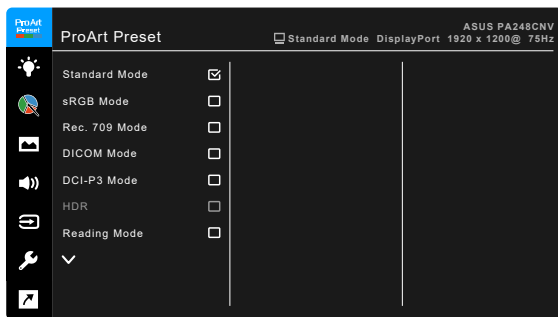 ProArt
Preset
ProArt Preset
ASUS PA248CNV
Standard Mode DisplayPort 1920 x 1200@ 75Hz
Standard Mode
sRGB Mode
Rec. 709 Mode
DICOM Mode
DCI-P3 Mode
HDR
Reading Mode